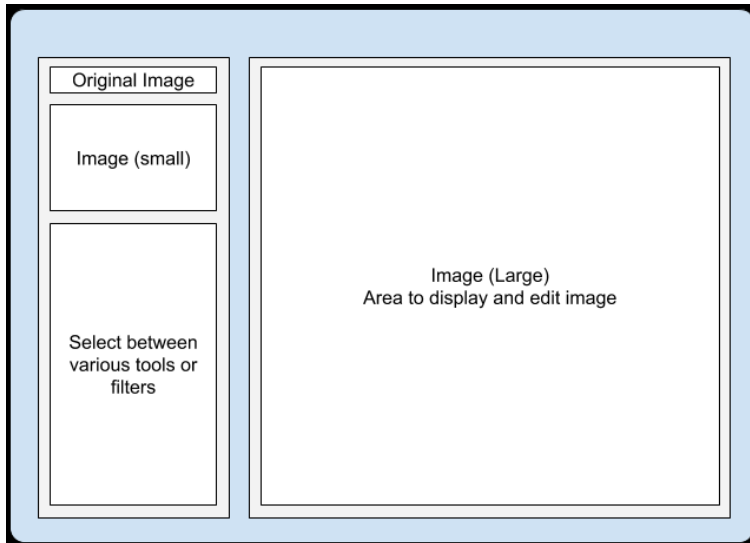 Original Image
Image (small)
Select between
various tools or
filters
Image (Large)
Area to display and edit image